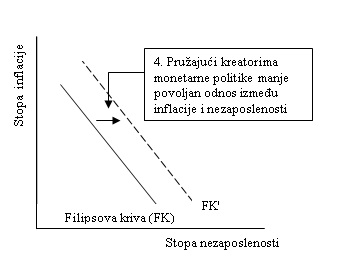 Stopa inflacije
4. Pružajući kreatorima
monetarne politike manje
povoljan odnos između
inflacije i nezaposlenosti
FK'
Filipsova kriva (FK)
Stopa nezaposlenosti